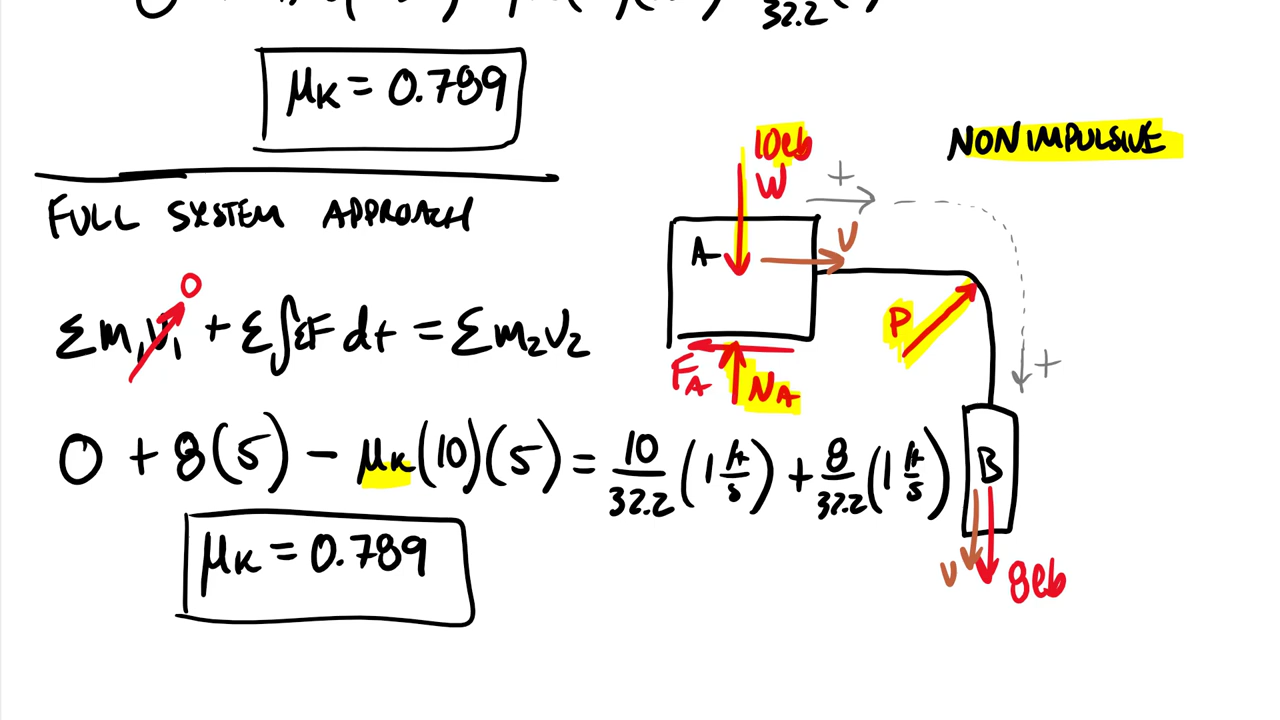 32.2
μk = 0.789
NONIMPULSIVE
10lb
W
+
FULL SYSTEM APPROACH
A
V
0
P
+
Σm₁v₁ + Σ∫ΣF dt = Σm₂v₂
FA
NA
0 + 8(5) − μk(10)(5) = 10/32.2 (1 ft/s) + 8/32.2 (1 ft/s)
B
μk = 0.789
v
8lb